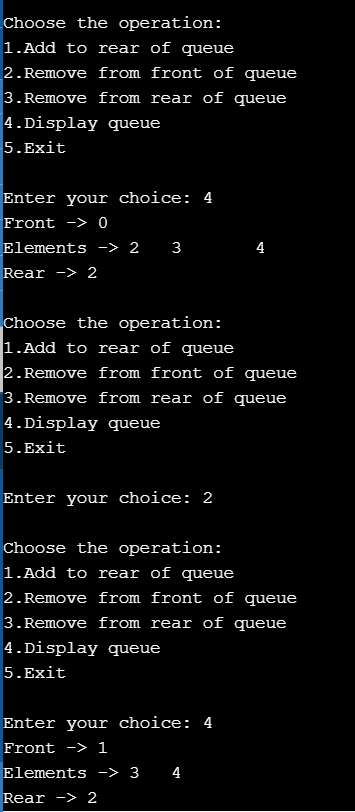 Choose the operation:
1.Add to rear of queue
2.Remove from front of queue
3.Remove from rear of queue
4.Display queue
5.Exit
Enter your choice: 4
Front -> 0
Elements -> 2   3       4
Rear -> 2
Choose the operation:
1.Add to rear of queue
2.Remove from front of queue
3.Remove from rear of queue
4.Display queue
5.Exit
Enter your choice: 2
Choose the operation:
1.Add to rear of queue
2.Remove from front of queue
3.Remove from rear of queue
4.Display queue
5.Exit
Enter your choice: 4
Front -> 1
Elements -> 3   4
Rear -> 2